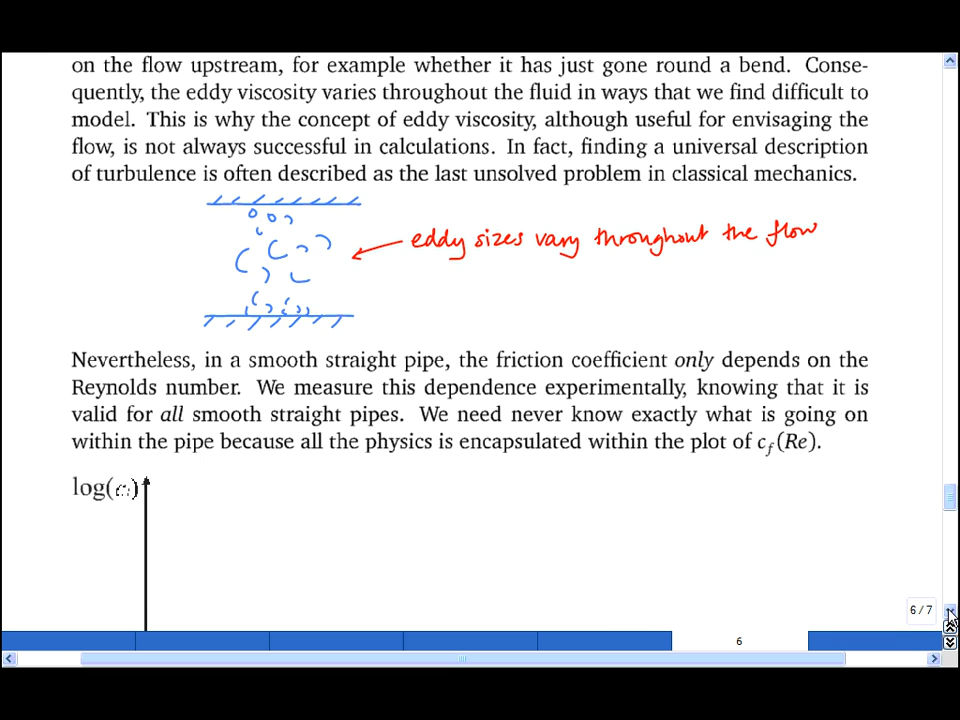 on the flow upstream, for example whether it has just gone round a bend. Conse-
quently, the eddy viscosity varies throughout the fluid in ways that we find difficult to
model. This is why the concept of eddy viscosity, although useful for envisaging the
flow, is not always successful in calculations. In fact, finding a universal description
of turbulence is often described as the last unsolved problem in classical mechanics.
eddy sizes vary throughout the flow
Nevertheless, in a smooth straight pipe, the friction coefficient only depends on the
Reynolds number. We measure this dependence experimentally, knowing that it is
valid for all smooth straight pipes. We need never know exactly what is going on
within the pipe because all the physics is encapsulated within the plot of c_f(Re).
log(
6 / 7
6